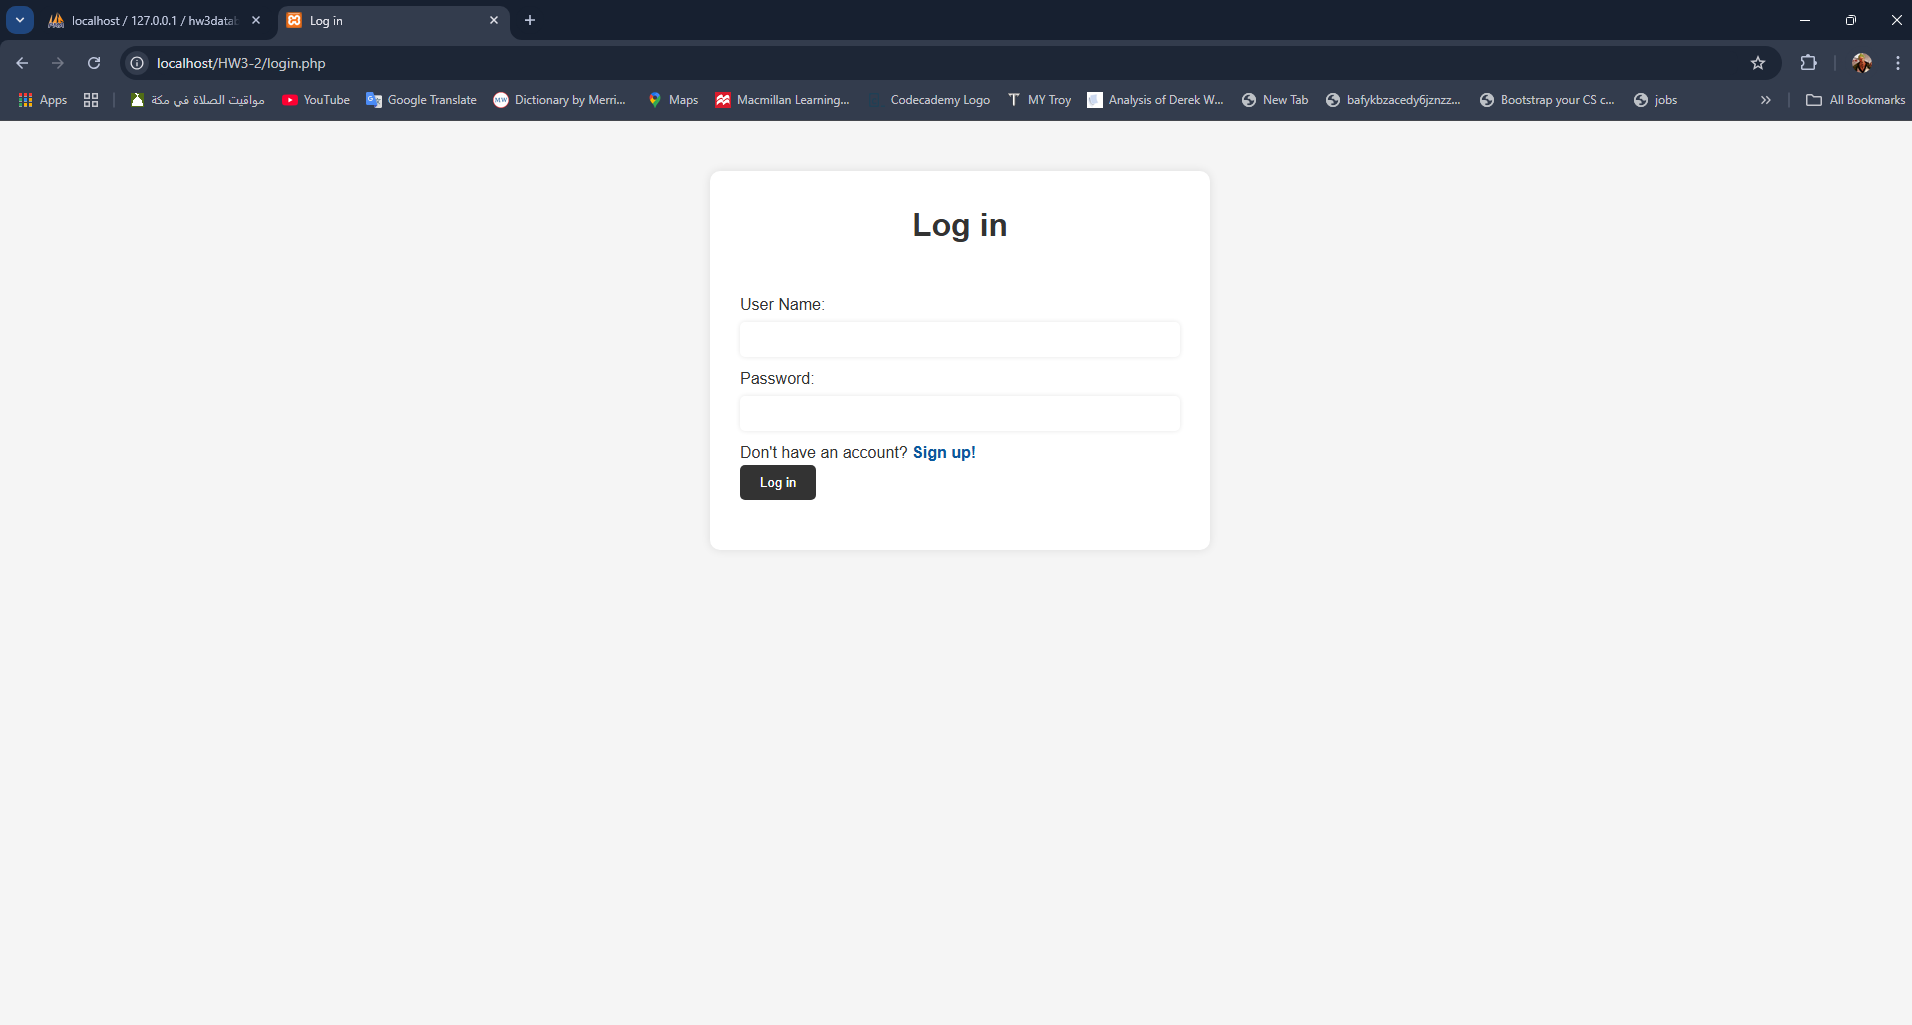 localhost / 127.0.0.1 / hw3datab
Log in
localhost/HW3-2/login.php
Apps
مواقيت الصلاة في مكة
YouTube
Google Translate
Dictionary by Merri...
Maps
Macmillan Learning...
Codecademy Logo
MY Troy
Analysis of Derek W...
New Tab
bafykbzacedy6jznzz...
Bootstrap your CS c...
jobs
All Bookmarks
Log in
User Name:
Password:
Don't have an account? Sign up!
Log in